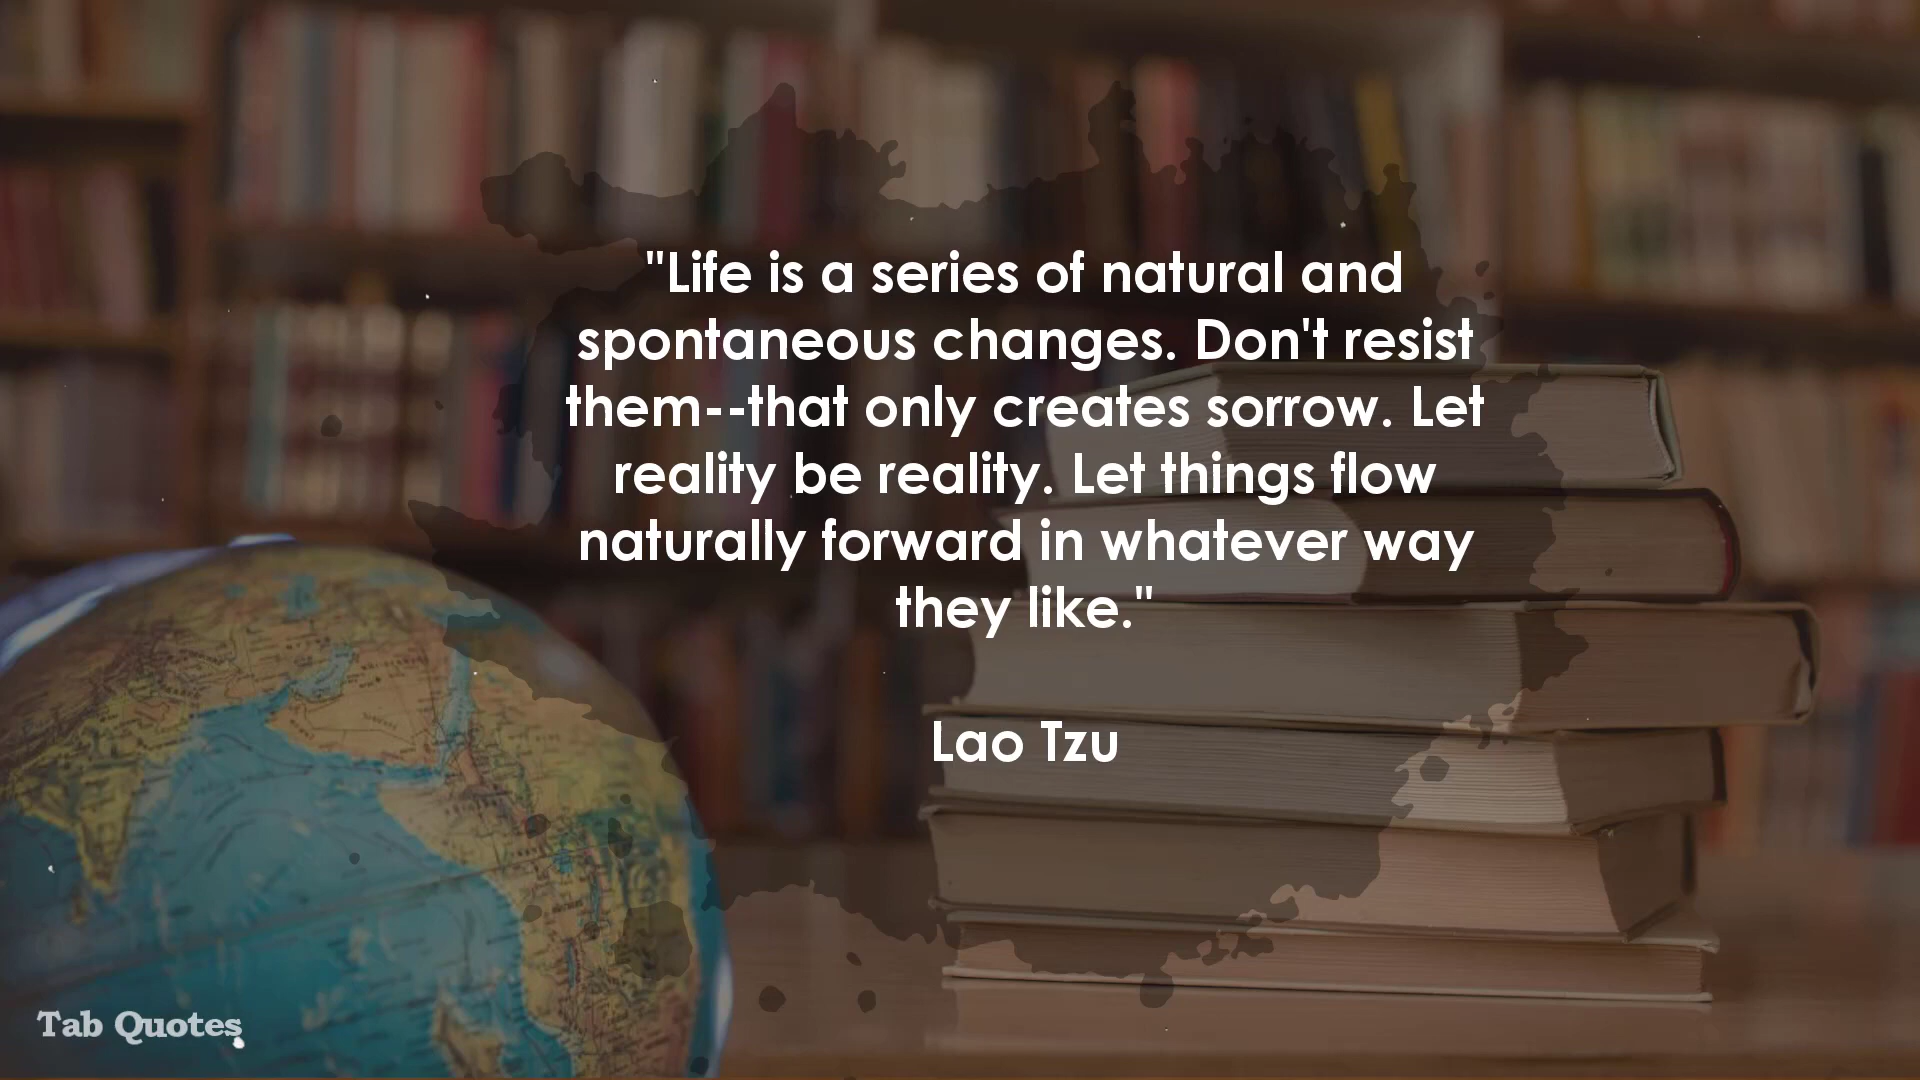 "Life is a series of natural and
spontaneous changes. Don't resist
them--that only creates sorrow. Let
reality be reality. Let things flow
naturally forward in whatever way
they like."
Lao Tzu
Tab Quotes